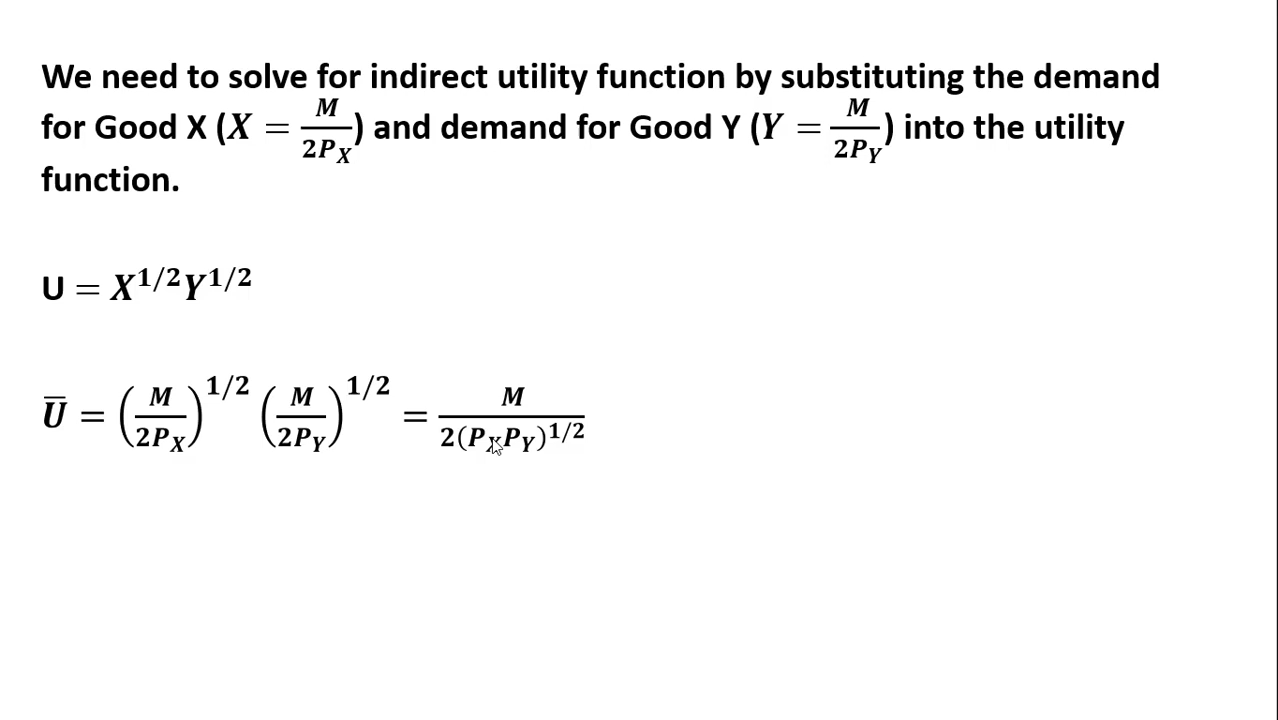 We need to solve for indirect utility function by substituting the demand
for Good X (X = M/2P_X) and demand for Good Y (Y = M/2P_Y) into the utility
function.
U = X^{1/2}Y^{1/2}
U̅ = (M/2P_X)^{1/2} (M/2P_Y)^{1/2} = M/2(P_XP_Y)^{1/2}